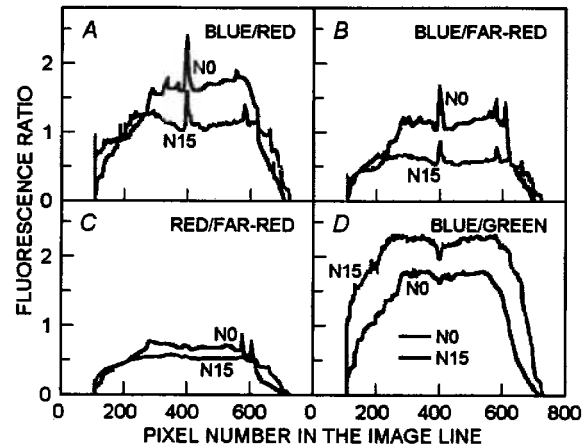 A BLUE/RED
B BLUE/FAR-RED
3
2
1
0
N0
N15
N0
N15
C RED/FAR-RED
D BLUE/GREEN
2
1
0
N0
N15
N15
N0
N0
N15
0 200 400 600 0 200 400 600 800
FLUORESCENCE RATIO
PIXEL NUMBER IN THE IMAGE LINE